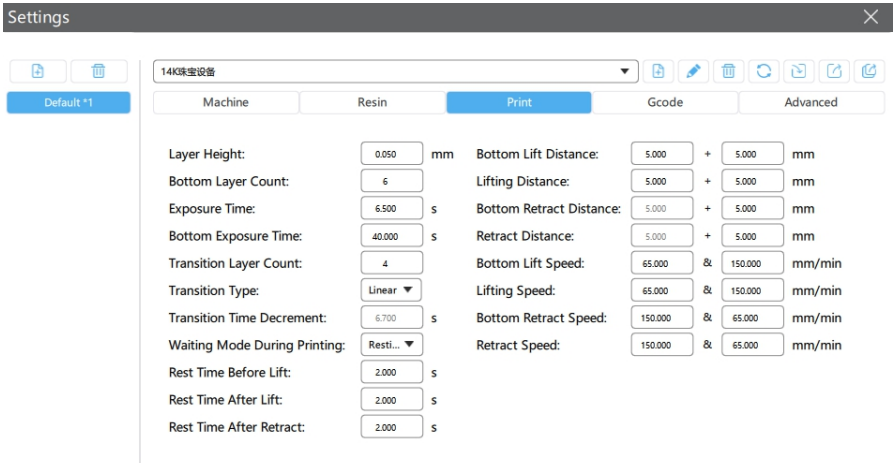 Settings
14K珠宝设备
Default *1
Machine Resin Print Gcode Advanced
Layer Height: 0.050 mm Bottom Lift Distance: 5.000 + 5.000 mm
Bottom Layer Count: 6 Lifting Distance: 5.000 + 5.000 mm
Exposure Time: 6.500 s Bottom Retract Distance: 5.000 + 5.000 mm
Bottom Exposure Time: 40.000 s Retract Distance: 5.000 + 5.000 mm
Transition Layer Count: 4 Bottom Lift Speed: 65.000 & 150.000 mm/min
Transition Type: Linear Lifting Speed: 65.000 & 150.000 mm/min
Transition Time Decrement: 6.700 s Bottom Retract Speed: 150.000 & 65.000 mm/min
Waiting Mode During Printing: Resti... Retract Speed: 150.000 & 65.000 mm/min
Rest Time Before Lift: 2.000 s
Rest Time After Lift: 2.000 s
Rest Time After Retract: 2.000 s